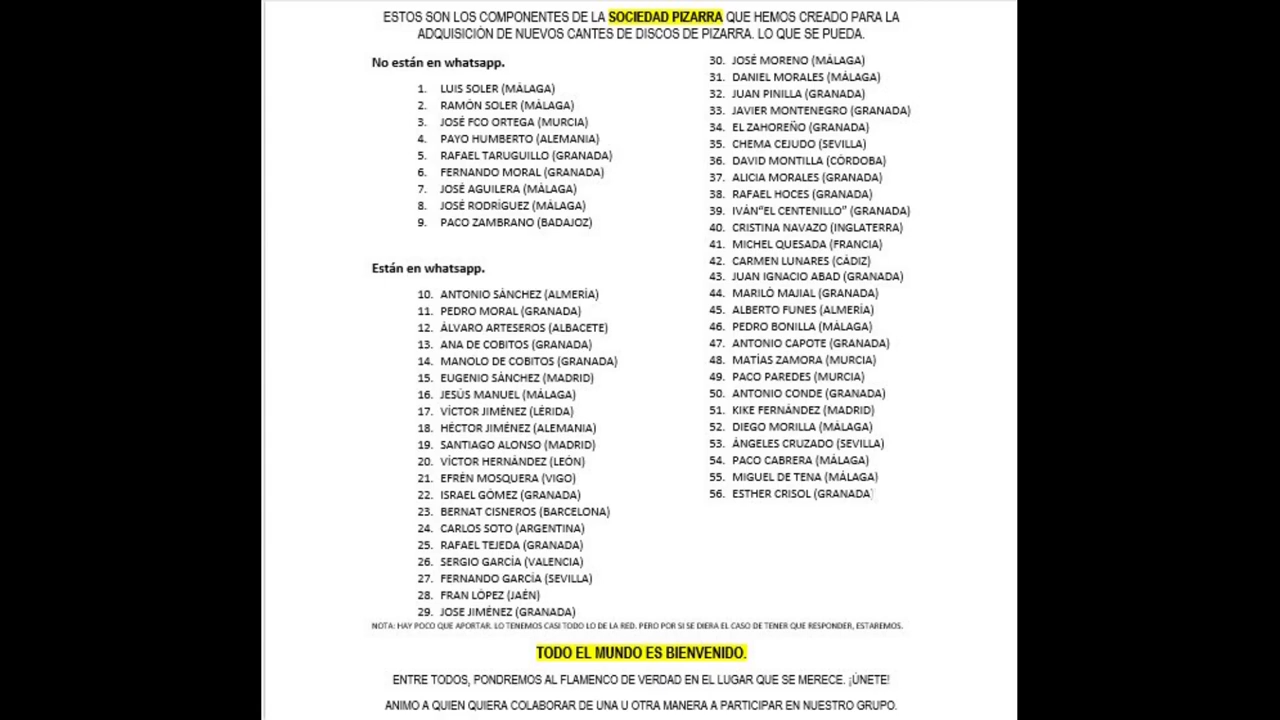 ESTOS SON LOS COMPONENTES DE LA SOCIEDAD PIZARRA QUE HEMOS CREADO PARA LA
ADQUISICIÓN DE NUEVOS CANTES DE DISCOS DE PIZARRA. LO QUE SE PUEDA.
No están en whatsapp.
1. LUIS SOLER (MÁLAGA)
2. RAMÓN SOLER (MÁLAGA)
3. JOSÉ FCO ORTEGA (MURCIA)
4. PAYO HUMBERTO (ALEMANIA)
5. RAFAEL TARUGUILLO (GRANADA)
6. FERNANDO MORAL (GRANADA)
7. JOSÉ AGUILERA (MÁLAGA)
8. JOSÉ RODRÍGUEZ (MÁLAGA)
9. PACO ZAMBRANO (BADAJOZ)
Están en whatsapp.
10. ANTONIO SÁNCHEZ (ALMERÍA)
11. PEDRO MORAL (GRANADA)
12. ÁLVARO ARTESEROS (ALBACETE)
13. ANA DE COBITOS (GRANADA)
14. MANOLO DE COBITOS (GRANADA)
15. EUGENIO SÁNCHEZ (MADRID)
16. JESÚS MANUEL (MÁLAGA)
17. VÍCTOR JIMÉNEZ (LÉRIDA)
18. HÉCTOR JIMÉNEZ (ALEMANIA)
19. SANTIAGO ALONSO (MADRID)
20. VÍCTOR HERNÁNDEZ (LEÓN)
21. EFRÉN MOSQUERA (VIGO)
22. ISRAEL GÓMEZ (GRANADA)
23. BERNAT CISNEROS (BARCELONA)
24. CARLOS SOTO (ARGENTINA)
25. RAFAEL TEJEDA (GRANADA)
26. SERGIO GARCÍA (VALENCIA)
27. FERNANDO GARCÍA (SEVILLA)
28. FRAN LÓPEZ (JAÉN)
29. JOSE JIMÉNEZ (GRANADA)
30. JOSÉ MORENO (MÁLAGA)
31. DANIEL MORALES (MÁLAGA)
32. JUAN PINILLA (GRANADA)
33. JAVIER MONTENEGRO (GRANADA)
34. EL ZAHOREÑO (GRANADA)
35. CHEMA CEJUDO (SEVILLA)
36. DAVID MONTILLA (CÓRDOBA)
37. ALICIA MORALES (GRANADA)
38. RAFAEL HOCES (GRANADA)
39. IVÁN“EL CENTENILLO” (GRANADA)
40. CRISTINA NAVAZO (INGLATERRA)
41. MICHEL QUESADA (FRANCIA)
42. CARMEN LUNARES (CÁDIZ)
43. JUAN IGNACIO ABAD (GRANADA)
44. MARILÓ MAJIAL (GRANADA)
45. ALBERTO FUNES (ALMERÍA)
46. PEDRO BONILLA (MÁLAGA)
47. ANTONIO CAPOTE (GRANADA)
48. MATÍAS ZAMORA (MURCIA)
49. PACO PAREDES (MURCIA)
50. ANTONIO CONDE (GRANADA)
51. KIKE FERNÁNDEZ (MADRID)
52. DIEGO MORILLA (MÁLAGA)
53. ÁNGELES CRUZADO (SEVILLA)
54. PACO CABRERA (MÁLAGA)
55. MIGUEL DE TENA (MÁLAGA)
56. ESTHER CRISOL (GRANADA)
NOTA: HAY POCO QUE APORTAR. LO TENEMOS CASI TODO LO DE LA RED. PERO POR SI SE DIERA EL CASO DE TENER QUE RESPONDER, ESTAREMOS.
TODO EL MUNDO ES BIENVENIDO.
ENTRE TODOS, PONDREMOS AL FLAMENCO DE VERDAD EN EL LUGAR QUE SE MERECE. ¡ÚNETE!
ANIMO A QUIEN QUIERA COLABORAR DE UNA U OTRA MANERA A PARTICIPAR EN NUESTRO GRUPO.